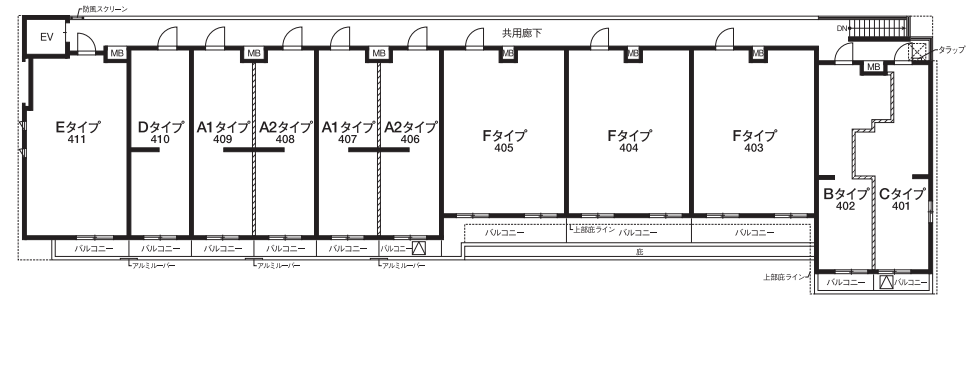 防風スクリーン
EV
共用廊下
DN
タラップ
MB
MB
MB
MB
MB
MB
MB
Eタイプ
411
Dタイプ
410
A1タイプ
409
A2タイプ
408
A1タイプ
407
A2タイプ
406
Fタイプ
405
Fタイプ
404
Fタイプ
403
Bタイプ
402
Cタイプ
401
バルコニー
バルコニー
バルコニー
バルコニー
バルコニー
バルコニー
バルコニー
上部庇ライン
バルコニー
バルコニー
庇
アルミルーバー
アルミルーバー
アルミルーバー
上部庇ライン
バルコニー
バルコニー